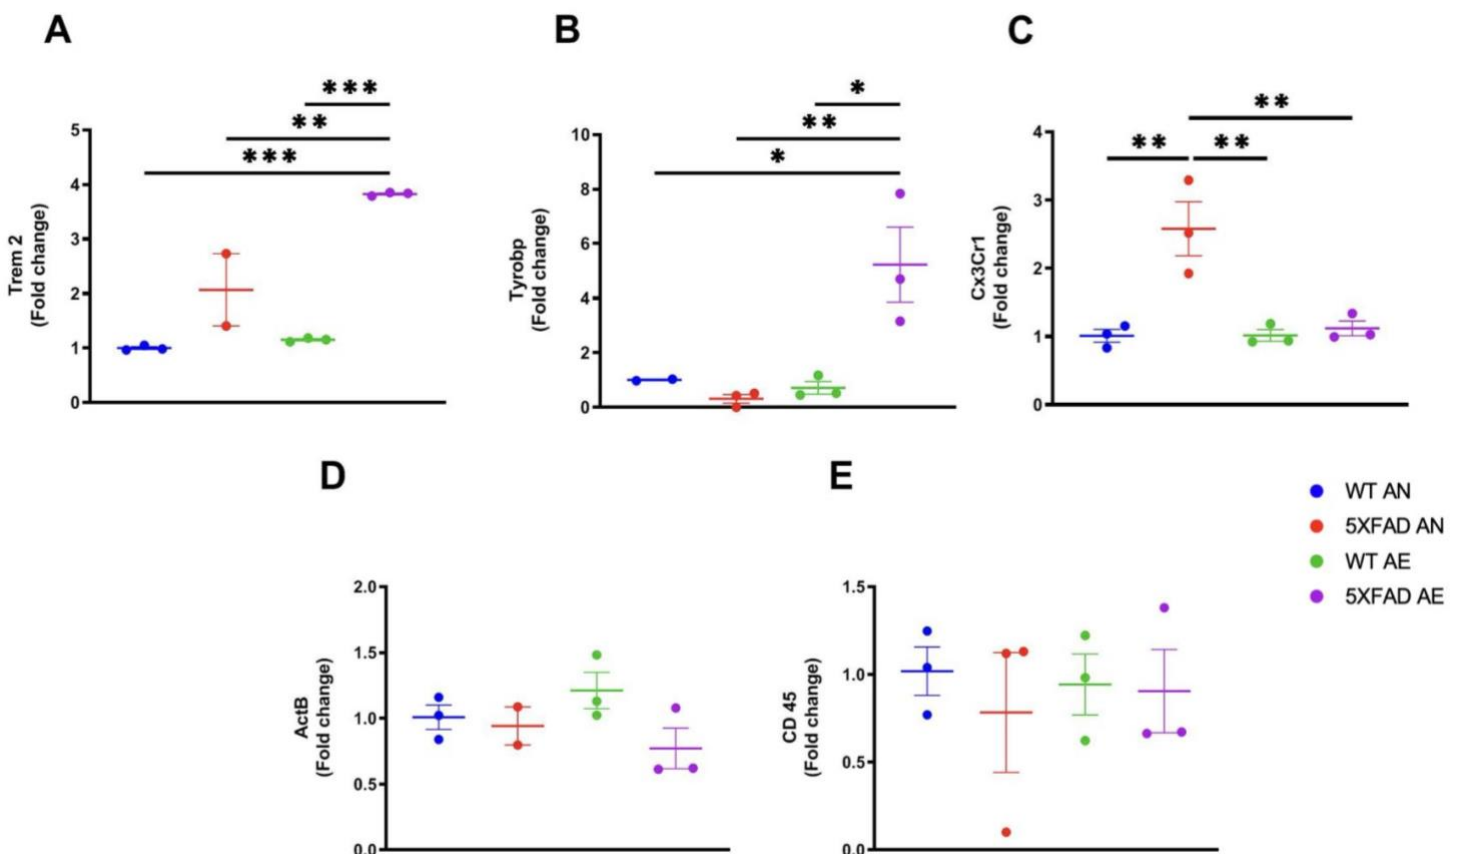 A
***
**
***
5
4
3
2
1
0
Trem 2
(Fold change)
B
*
**
*
10
8
6
4
2
0
Tyrobp
(Fold change)
C
**
** **
4
3
2
1
0
Cx3Cr1
(Fold change)
D
2.0
1.5
1.0
0.5
0.0
ActB
(Fold change)
E
1.5
1.0
0.5
0.0
CD 45
(Fold change)
WT AN
5XFAD AN
WT AE
5XFAD AE